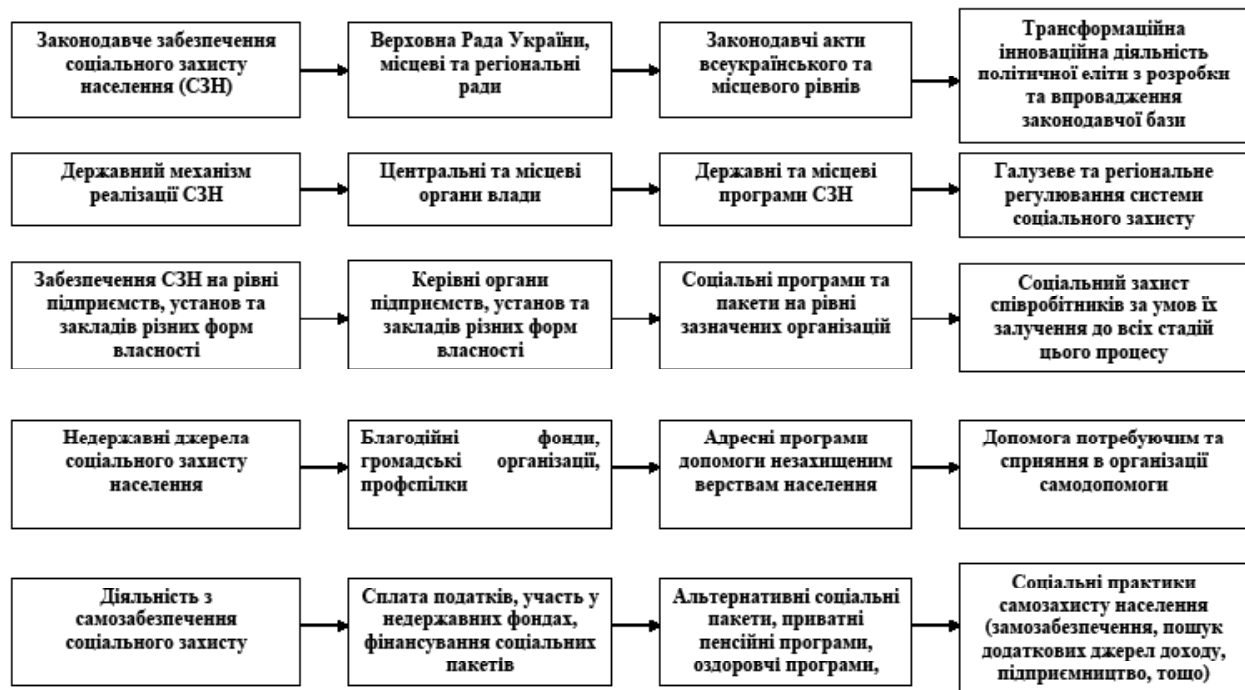 Законодавче забезпечення
соціального захисту
населення (СЗН)
Верховна Рада України,
місцеві та регіональні
ради
Законодавчі акти
всеукраїнського та
місцевого рівнів
Трансформаційна
інноваційна діяльність
політичної еліти з розробки
та впровадження
законодавчої бази
Державний механізм
реалізації СЗН
Центральні та місцеві
органи влади
Державні та місцеві
програми СЗН
Галузеве та регіональне
регулювання системи
соціального захисту
Забезпечення СЗН на рівні
підприємств, установ та
закладів різних форм
власності
Керівні органи
підприємств, установ та
закладів різних форм
власності
Соціальні програми та
пакети на рівні
зазначених організацій
Соціальний захист
співробітників за умов їх
залучення до всіх стадій
цього процесу
Недержавні джерела
соціального захисту
населення
Благодійні фонди,
громадські організації,
профспілки
Адресні програми
допомоги незахищеним
верствам населення
Допомога потребуючим та
сприяння в організації
самодопомоги
Діяльність з
самозабезпечення
соціального захисту
Сплата податків, участь у
недержавних фондах,
фінансування соціальних
пакетів
Альтернативні соціальні
пакети, приватні
пенсійні програми,
оздоровчі програми,
Соціальні практики
самозахисту населення
(замозабезпечення, пошук
додаткових джерел доходу,
підприємництво, тощо)